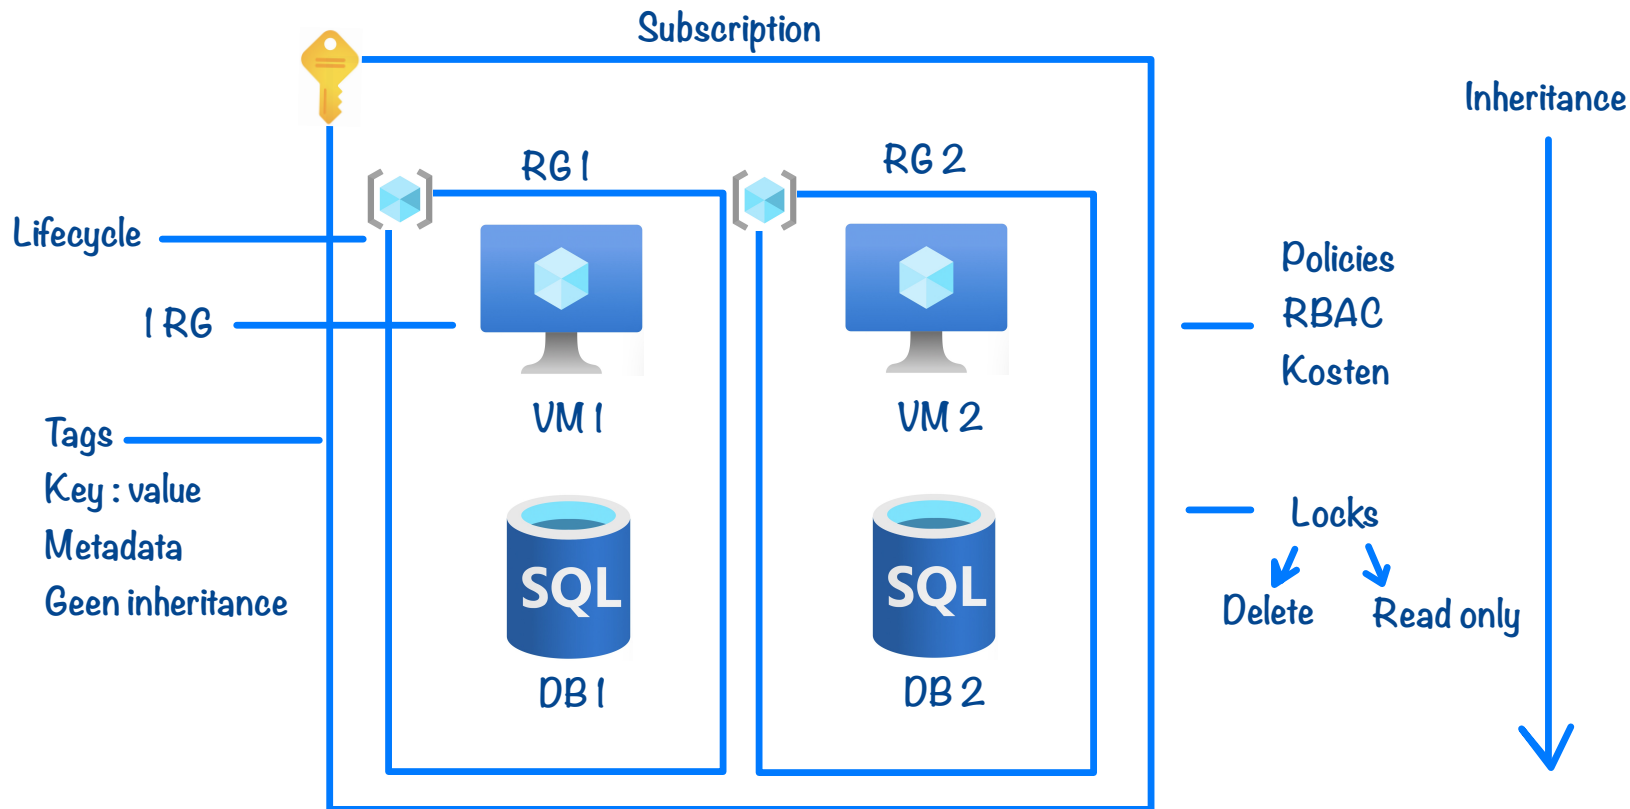 Subscription
Inheritance
RG 1
RG 2
Lifecycle
1 RG
Policies
RBAC
Kosten
VM 1
VM 2
Tags
Key : value
Metadata
Geen inheritance
Locks
Delete
Read only
SQL
SQL
DB 1
DB 2